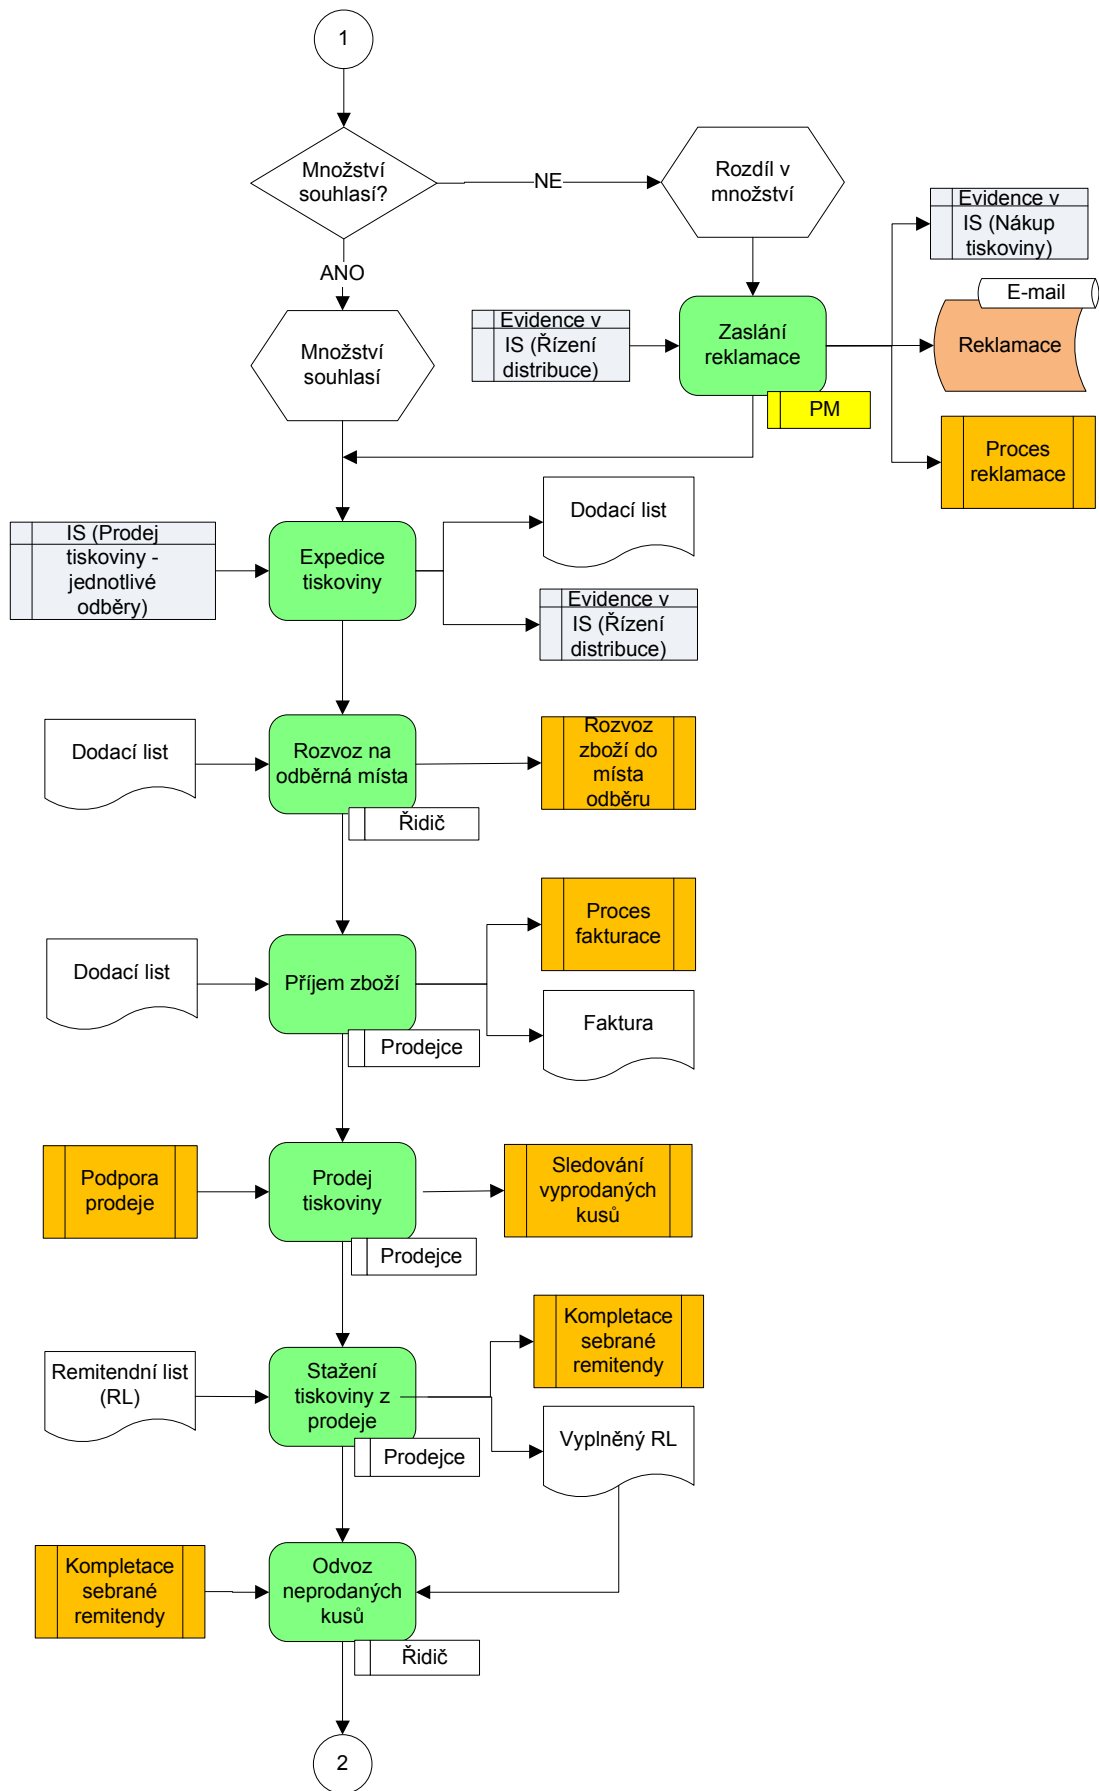 1
Množství
souhlasí?
NE
Rozdíl v
množství
Evidence v
IS (Nákup
tiskoviny)
ANO
E-mail
Množství
souhlasí
Evidence v
IS (Řízení
distribuce)
Zaslání
reklamace
Reklamace
PM
Proces
reklamace
Dodací list
IS (Prodej
tiskoviny -
jednotlivé
odběry)
Expedice
tiskoviny
Evidence v
IS (Řízení
distribuce)
Dodací list
Rozvoz na
odběrná místa
Rozvoz
zboží do
místa
odběru
Řidič
Proces
fakturace
Dodací list
Příjem zboží
Faktura
Prodejce
Podpora
prodeje
Prodej
tiskoviny
Sledování
vyprodaných
kusů
Prodejce
Kompletace
sebrané
remitendy
Remitendní list
(RL)
Stažení
tiskoviny z
prodeje
Vyplněný RL
Prodejce
Kompletace
sebrané
remitendy
Odvoz
neprodaných
kusů
Řidič
2